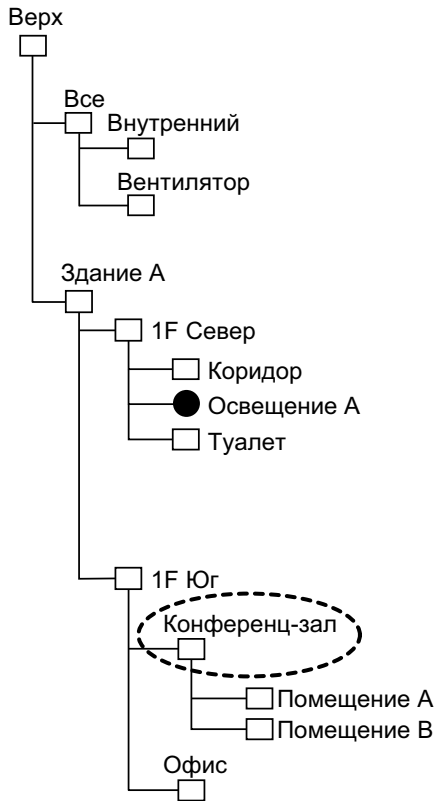 Верх
Все
Внутренний
Вентилятор
Здание А
1F Север
Коридор
Освещение А
Туалет
1F Юг
Конференц-зал
Помещение А
Помещение В
Офис